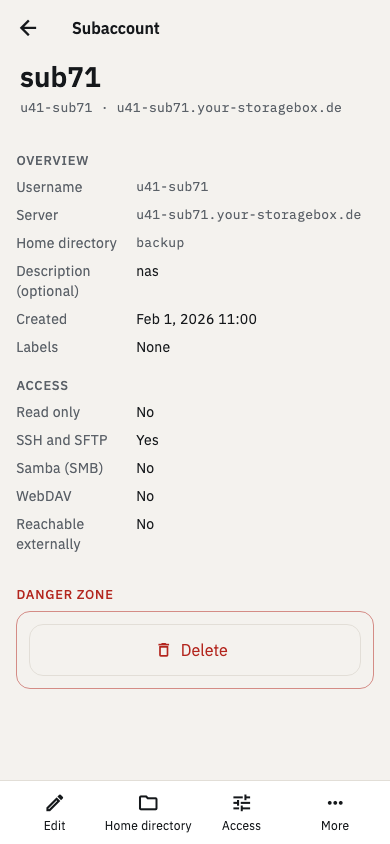 Subaccount
sub71
u41-sub71 · u41-sub71.your-storagebox.de
OVERVIEW
Username u41-sub71
Server u41-sub71.your-storagebox.de
Home directory backup
Description (optional) nas
Created Feb 1, 2026 11:00
Labels None
ACCESS
Read only No
SSH and SFTP Yes
Samba (SMB) No
WebDAV No
Reachable externally No
DANGER ZONE
Delete
Edit Home directory Access More